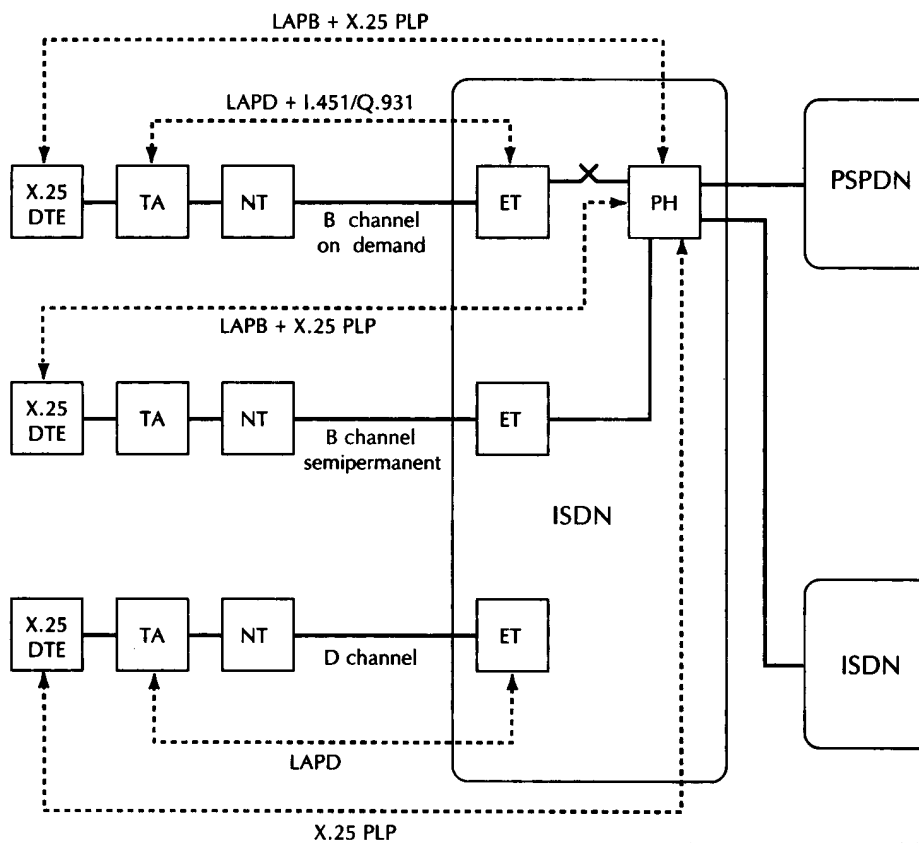 LAPB + X.25 PLP
LAPD + I.451/Q.931
X.25
DTE
TA
NT
B channel
on demand
ET
PH
PSPDN
LAPB + X.25 PLP
X.25
DTE
TA
NT
B channel
semipermanent
ET
ISDN
X.25
DTE
TA
NT
D channel
ET
ISDN
LAPD
X.25 PLP